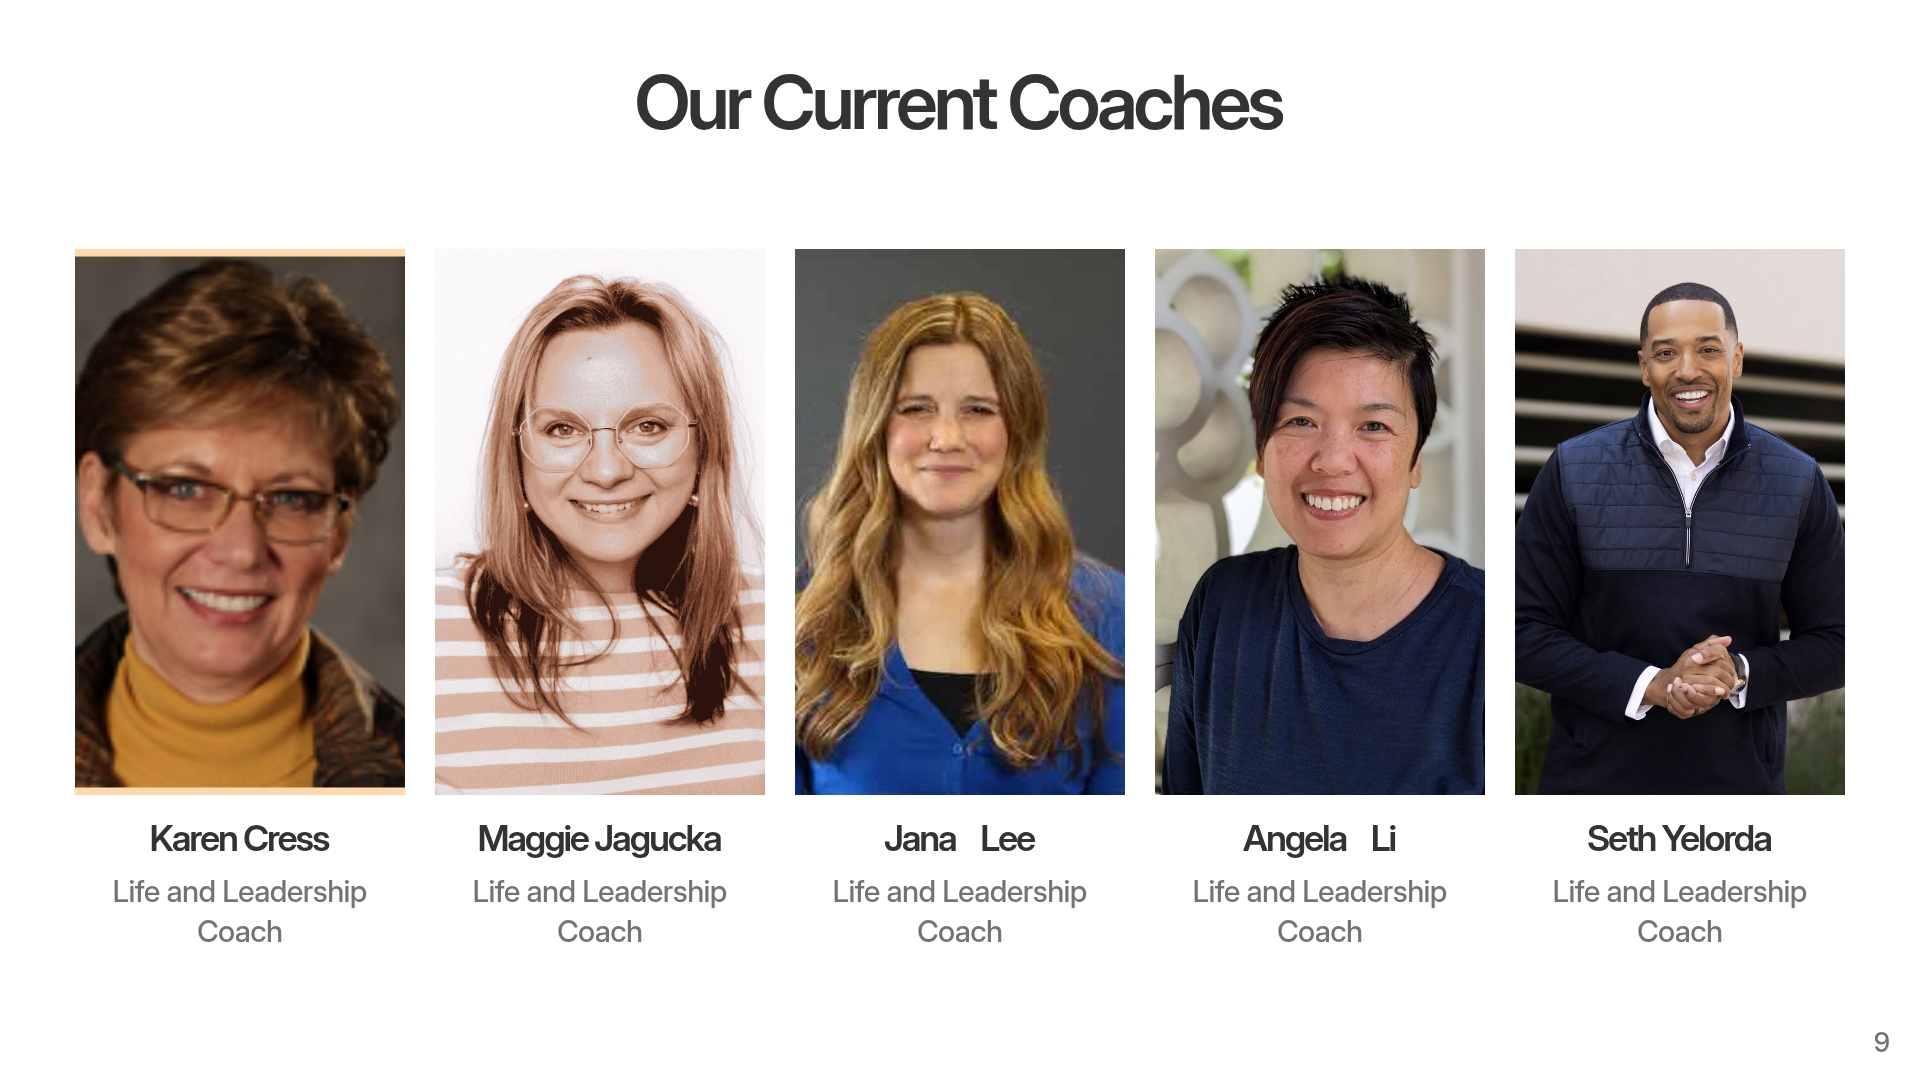 Our Current Coaches
Karen Cress
Life and Leadership
Coach
Maggie Jagucka
Life and Leadership
Coach
Jana Lee
Life and Leadership
Coach
Angela Li
Life and Leadership
Coach
Seth Yelorda
Life and Leadership
Coach
9